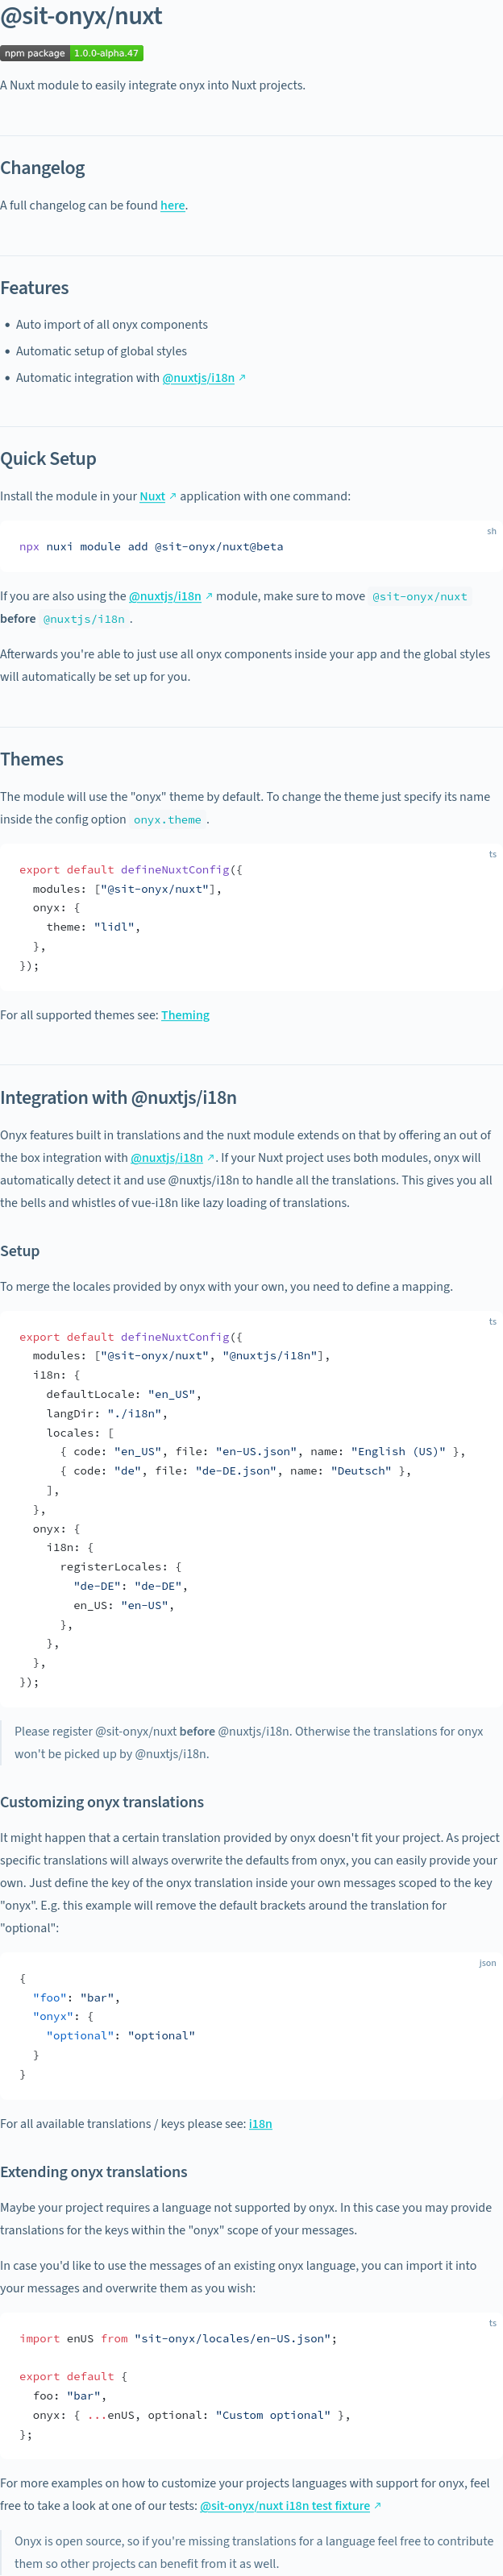 @sit-onyx/nuxt
npm package 1.0.0-alpha.47
A Nuxt module to easily integrate onyx into Nuxt projects.
Changelog
A full changelog can be found here.
Features
• Auto import of all onyx components
• Automatic setup of global styles
• Automatic integration with @nuxtjs/i18n ↗
Quick Setup
Install the module in your Nuxt ↗ application with one command:
sh
npx nuxi module add @sit-onyx/nuxt@beta
If you are also using the @nuxtjs/i18n ↗ module, make sure to move @sit-onyx/nuxt
before @nuxtjs/i18n .
Afterwards you're able to just use all onyx components inside your app and the global styles
will automatically be set up for you.
Themes
The module will use the "onyx" theme by default. To change the theme just specify its name
inside the config option onyx.theme .
ts
export default defineNuxtConfig({
  modules: ["@sit-onyx/nuxt"],
  onyx: {
    theme: "lidl",
  },
});
For all supported themes see: Theming
Integration with @nuxtjs/i18n
Onyx features built in translations and the nuxt module extends on that by offering an out of
the box integration with @nuxtjs/i18n ↗. If your Nuxt project uses both modules, onyx will
automatically detect it and use @nuxtjs/i18n to handle all the translations. This gives you all
the bells and whistles of vue-i18n like lazy loading of translations.
Setup
To merge the locales provided by onyx with your own, you need to define a mapping.
ts
export default defineNuxtConfig({
  modules: ["@sit-onyx/nuxt", "@nuxtjs/i18n"],
  i18n: {
    defaultLocale: "en_US",
    langDir: "./i18n",
    locales: [
      { code: "en_US", file: "en-US.json", name: "English (US)" },
      { code: "de", file: "de-DE.json", name: "Deutsch" },
    ],
  },
  onyx: {
    i18n: {
      registerLocales: {
        "de-DE": "de-DE",
        en_US: "en-US",
      },
    },
  },
});
Please register @sit-onyx/nuxt before @nuxtjs/i18n. Otherwise the translations for onyx
won't be picked up by @nuxtjs/i18n.
Customizing onyx translations
It might happen that a certain translation provided by onyx doesn't fit your project. As project
specific translations will always overwrite the defaults from onyx, you can easily provide your
own. Just define the key of the onyx translation inside your own messages scoped to the key
"onyx". E.g. this example will remove the default brackets around the translation for
"optional":
json
{
  "foo": "bar",
  "onyx": {
    "optional": "optional"
  }
}
For all available translations / keys please see: i18n
Extending onyx translations
Maybe your project requires a language not supported by onyx. In this case you may provide
translations for the keys within the "onyx" scope of your messages.
In case you'd like to use the messages of an existing onyx language, you can import it into
your messages and overwrite them as you wish:
ts
import enUS from "sit-onyx/locales/en-US.json";
export default {
  foo: "bar",
  onyx: { ...enUS, optional: "Custom optional" },
};
For more examples on how to customize your projects languages with support for onyx, feel
free to take a look at one of our tests: @sit-onyx/nuxt i18n test fixture ↗
Onyx is open source, so if you're missing translations for a language feel free to contribute
them so other projects can benefit from it as well.